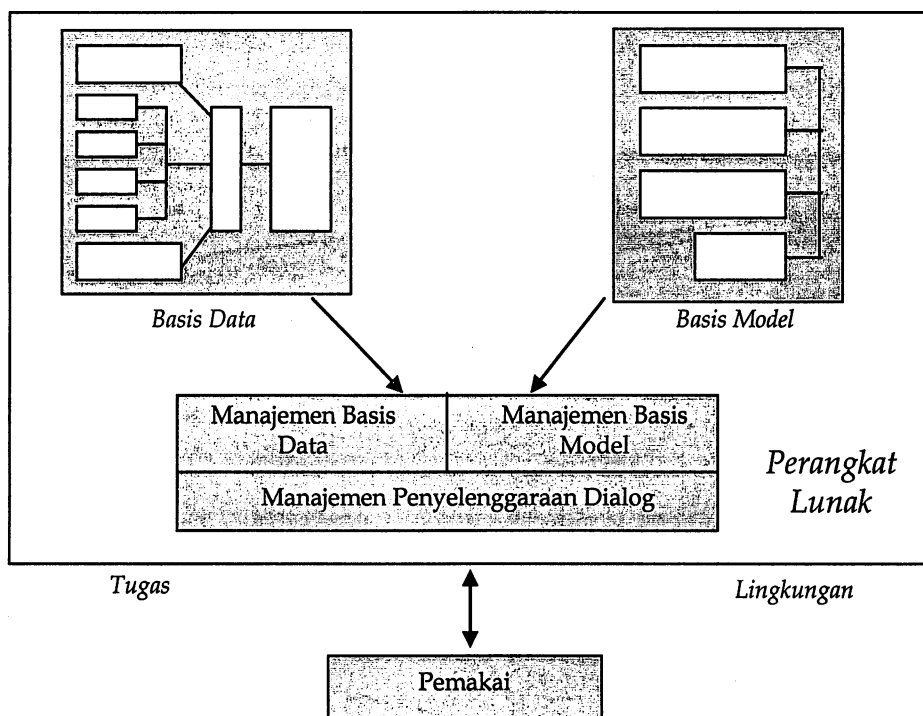 Basis Data
Basis Model
Manajemen Basis
Data
Manajemen Basis
Model
Manajemen Penyelenggaraan Dialog
Perangkat
Lunak
Tugas
Lingkungan
Pemakai